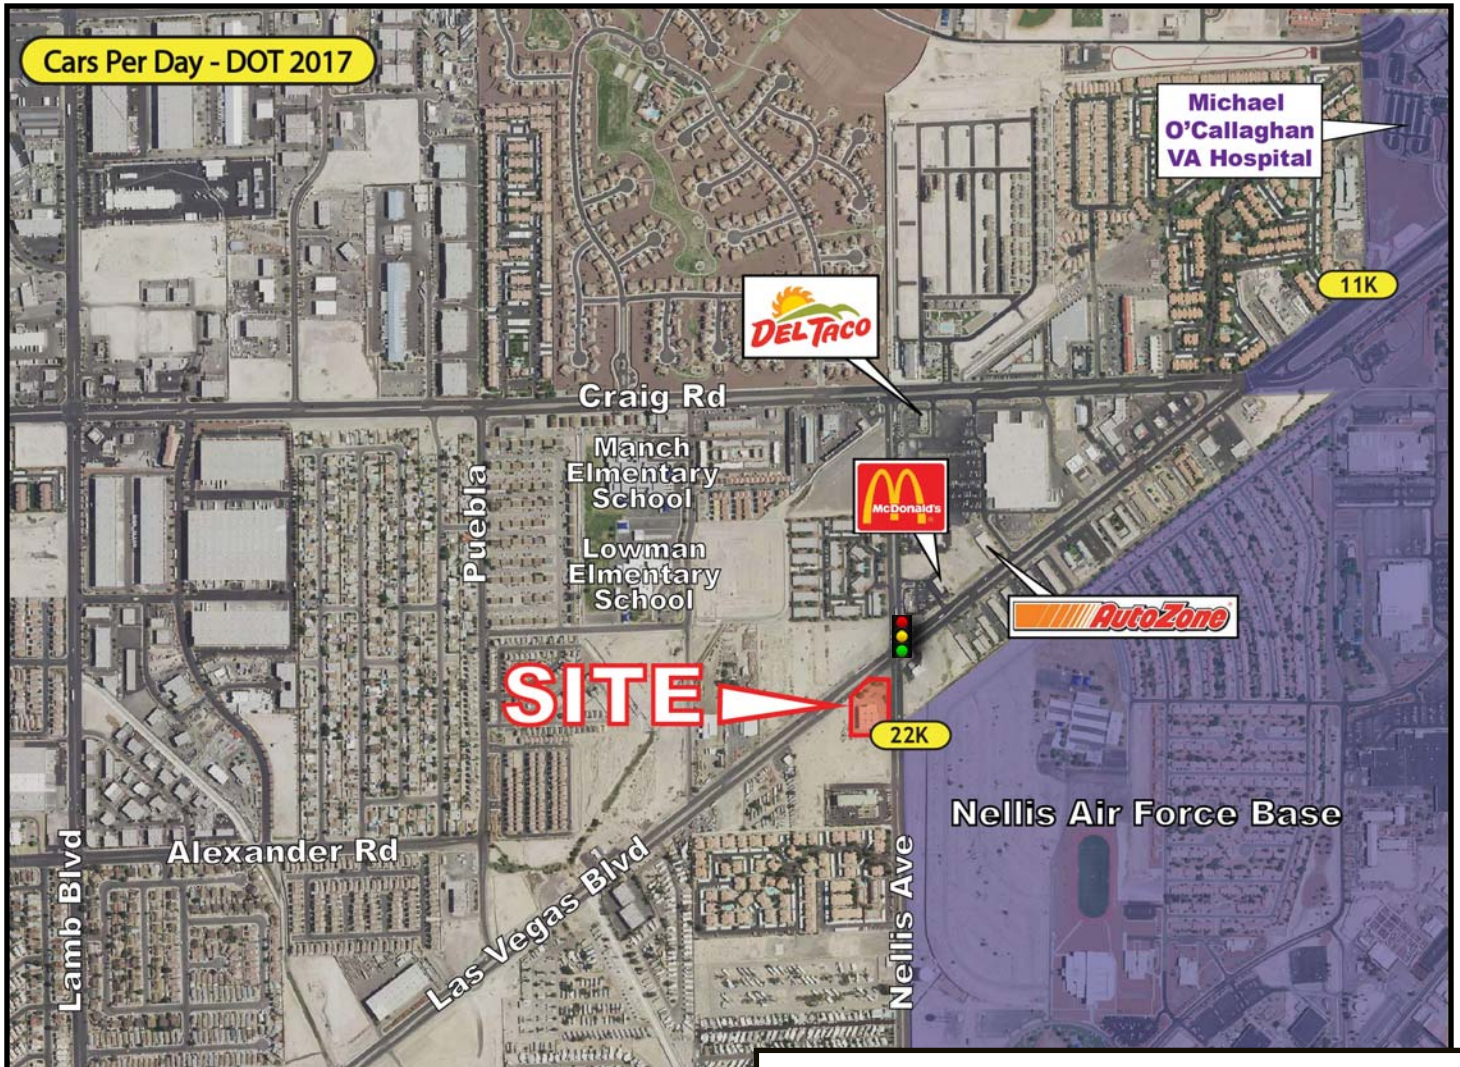 Cars Per Day - DOT 2017
Michael
O'Callaghan
VA Hospital
11K
DEL TACO
Craig Rd
Manch
Elmentary
School
McDonald's
Puebla
Lowman
Elmentary
School
AutoZone
SITE
22K
Nellis Air Force Base
Alexander Rd
Lamb Blvd
Las Vegas Blvd
Nellis Ave